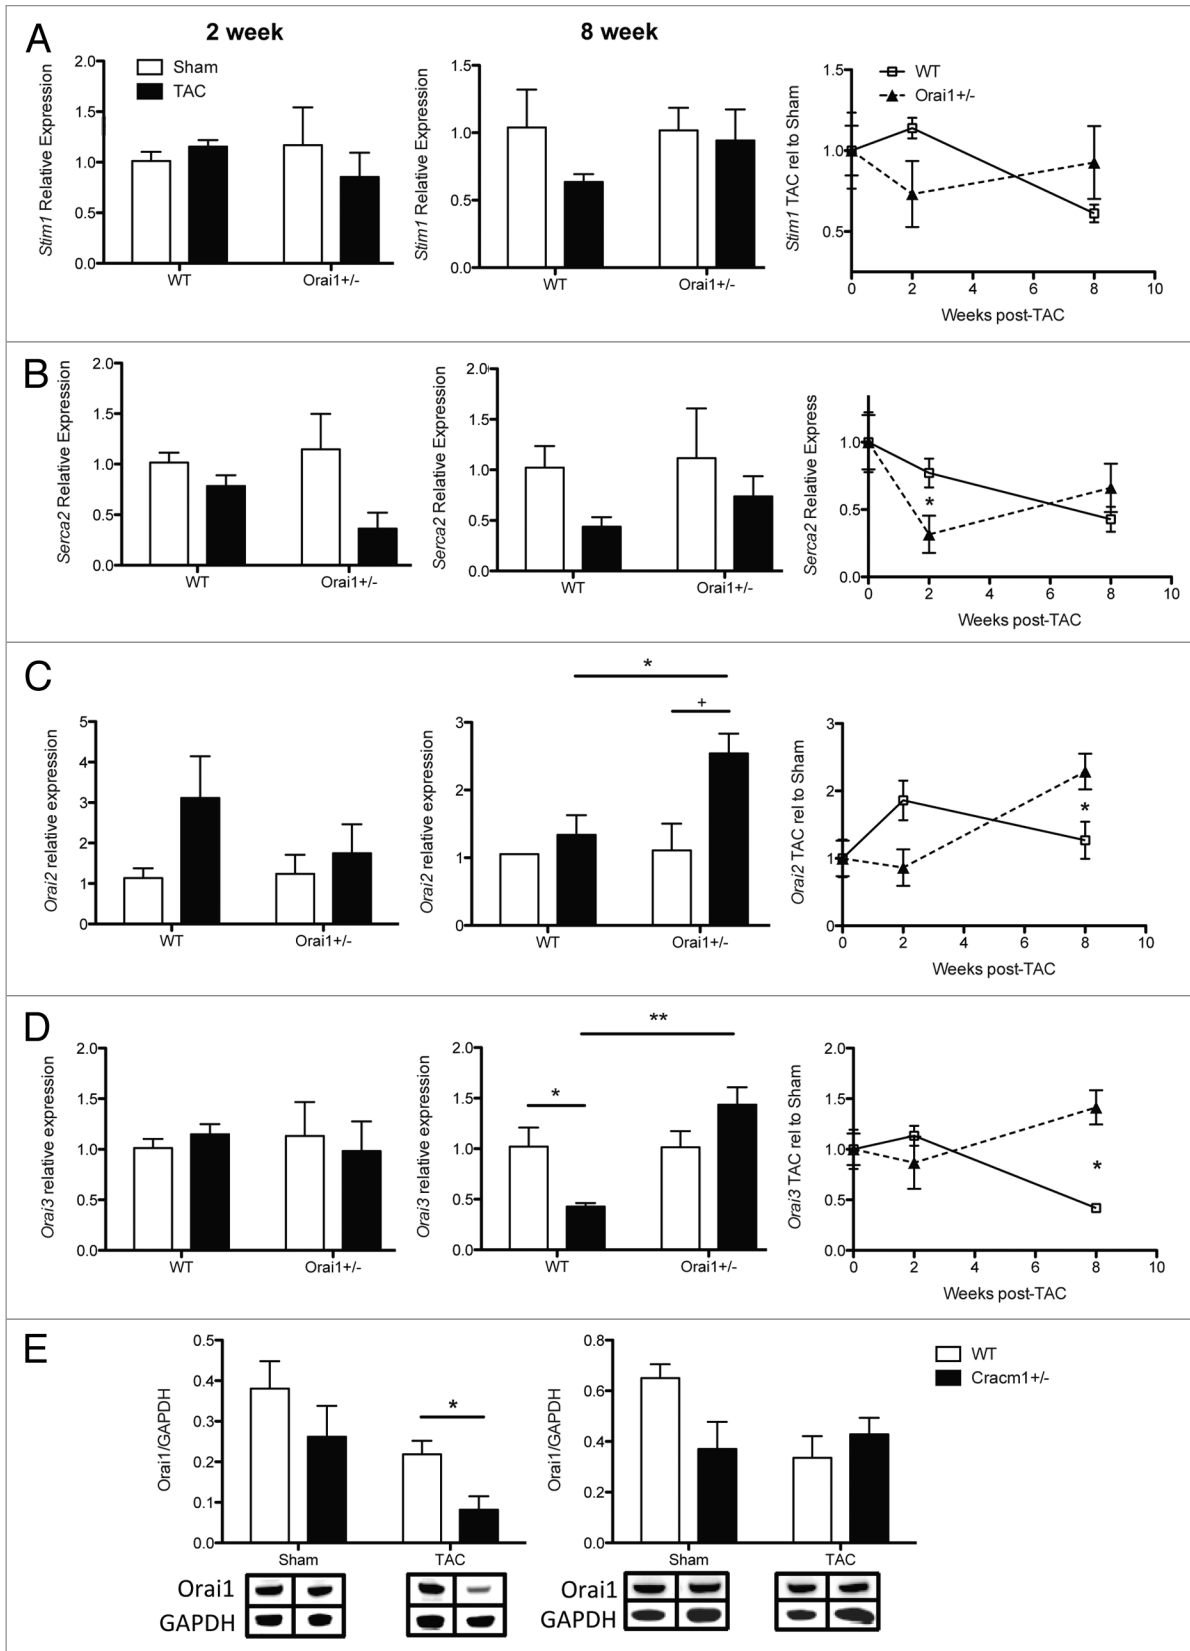 A
2 week
8 week
Stim1 Relative Expression
2.0
1.5
1.0
0.5
0.0
Sham
TAC
WT
Orai1+/-
Stim1 Relative Expression
1.5
1.0
0.5
0.0
WT
Orai1+/-
Stim1 TAC rel to Sham
1.5
1.0
0.5
WT
Orai1+/-
0 2 4 6 8 10
Weeks post-TAC
B
Serca2 Relative Expression
2.0
1.5
1.0
0.5
0.0
WT
Orai1+/-
Serca2 Relative Expression
2.0
1.5
1.0
0.5
0.0
WT
Orai1+/-
Serca2 Relative Express
1.0
0.5
0.0
*
0 2 4 6 8 10
Weeks post-TAC
C
Orai2 relative expression
5
4
3
2
1
0
WT
Orai1+/-
Orai2 relative expression
3
2
1
0
*
+
WT
Orai1+/-
Orai2 TAC rel to Sham
3
2
1
0
*
0 2 4 6 8 10
Weeks post-TAC
D
Orai3 relative expression
2.0
1.5
1.0
0.5
0.0
WT
Orai1+/-
Orai3 relative expression
2.0
1.5
1.0
0.5
0.0
**
*
WT
Orai1+/-
Orai3 TAC rel to Sham
2.0
1.5
1.0
0.5
0.0
*
0 2 4 6 8 10
Weeks post-TAC
E
Orai1/GAPDH
0.5
0.4
0.3
0.2
0.1
0.0
*
Sham
TAC
Orai1
GAPDH
Orai1/GAPDH
0.8
0.6
0.4
0.2
0.0
Sham
TAC
Orai1
GAPDH
WT
Cracm1+/-